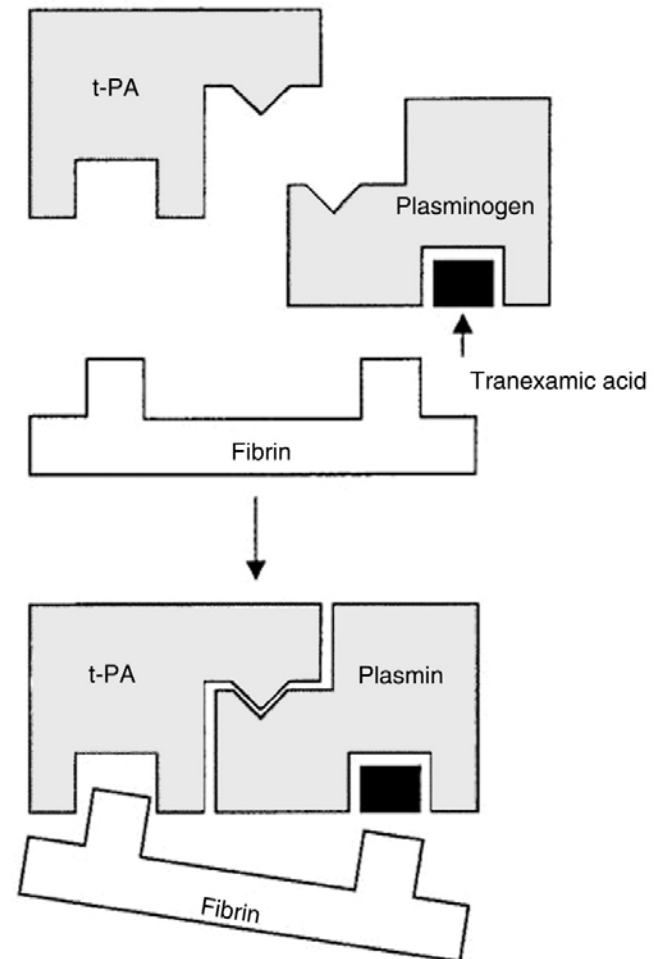 t-PA
Plasminogen
Tranexamic acid
Fibrin
t-PA
Plasmin
Fibrin